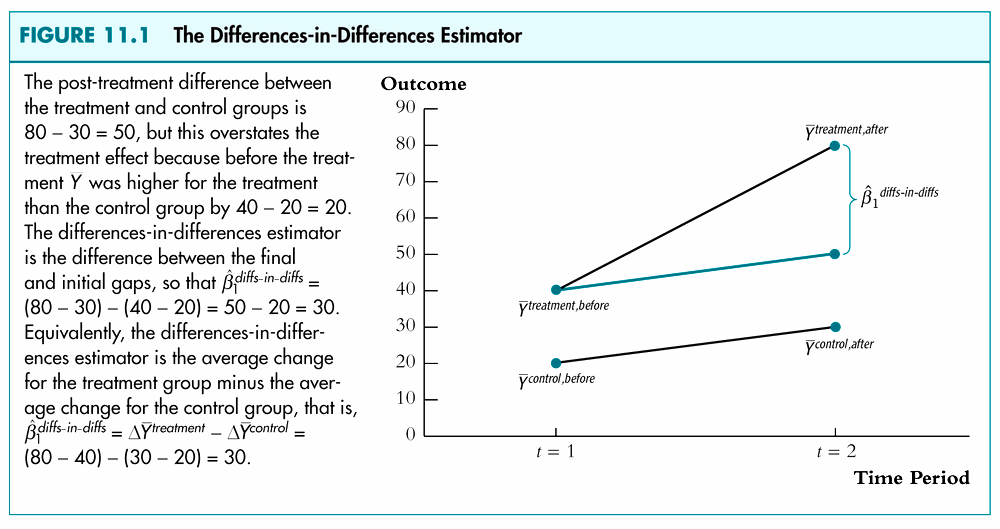 FIGURE 11.1 The Differences-in-Differences Estimator
The post-treatment difference between
the treatment and control groups is
80 – 30 = 50, but this overstates the
treatment effect because before the treat-
ment Y̅ was higher for the treatment
than the control group by 40 – 20 = 20.
The differences-in-differences estimator
is the difference between the final
and initial gaps, so that β̂₁ᵈⁱᶠᶠˢ⁻ⁱⁿ⁻ᵈⁱᶠᶠˢ =
(80 – 30) – (40 – 20) = 50 – 20 = 30.
Equivalently, the differences-in-differ-
ences estimator is the average change
for the treatment group minus the aver-
age change for the control group, that is,
β̂₁ᵈⁱᶠᶠˢ⁻ⁱⁿ⁻ᵈⁱᶠᶠˢ = ΔY̅ᵗʳᵉᵃᵗᵐᵉⁿᵗ – ΔY̅ᶜᵒⁿᵗʳᵒˡ =
(80 – 40) – (30 – 20) = 30.
Outcome
90
80
70
60
50
40
30
20
10
0
Y̅ treatment,after
β̂₁ diffs-in-diffs
Y̅ treatment,before
Y̅ control,after
Y̅ control,before
t = 1
t = 2
Time Period